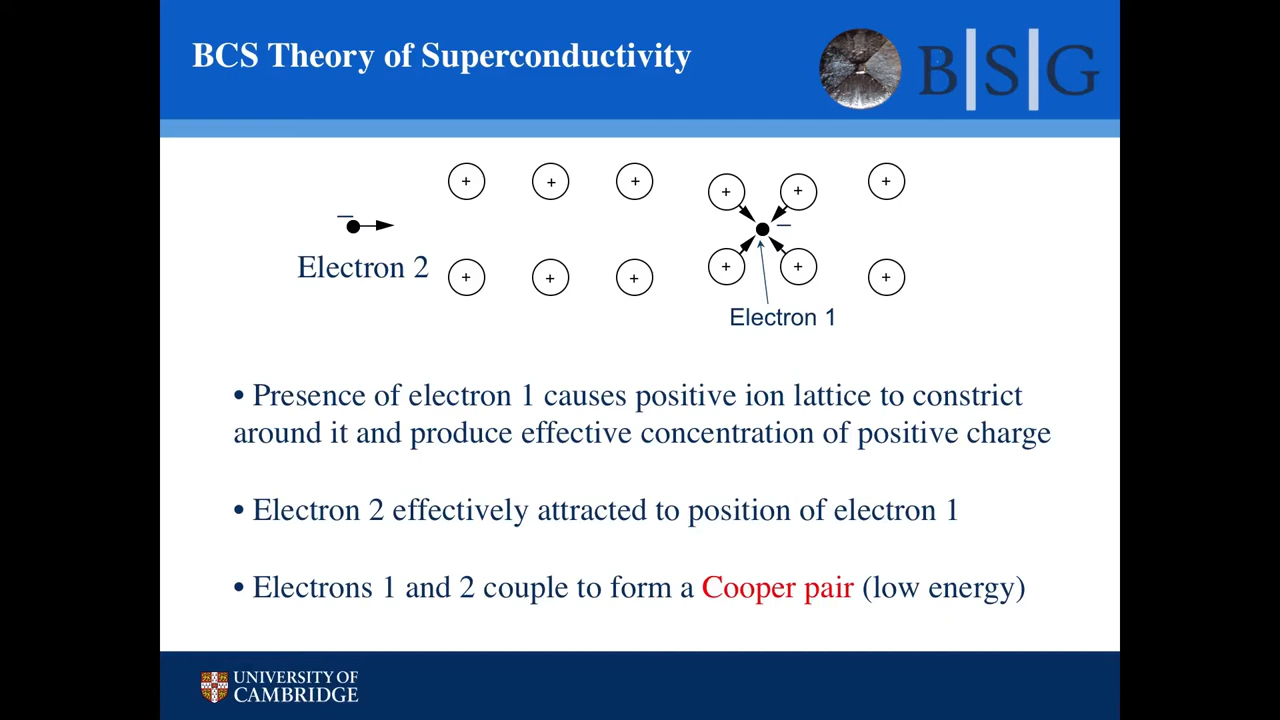 BCS Theory of Superconductivity
B|S|G
+ + + + + +
−
−
Electron 2
+ + + + + +
Electron 1
• Presence of electron 1 causes positive ion lattice to constrict
around it and produce effective concentration of positive charge
• Electron 2 effectively attracted to position of electron 1
• Electrons 1 and 2 couple to form a Cooper pair (low energy)
UNIVERSITY OF
CAMBRIDGE